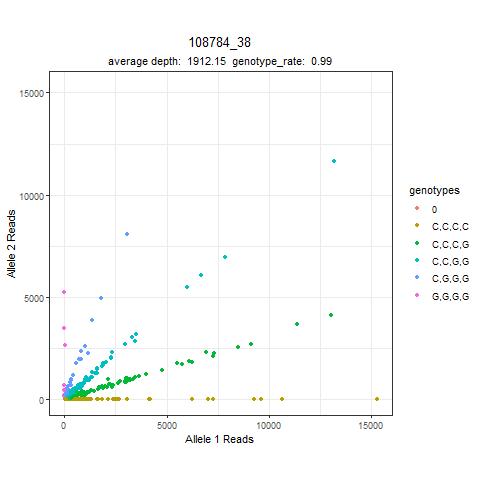 108784_38
average depth: 1912.15 genotype_rate: 0.99
15000
10000
5000
0
Allele 2 Reads
0
5000
10000
15000
Allele 1 Reads
genotypes
0
C,C,C,C
C,C,C,G
C,C,G,G
C,G,G,G
G,G,G,G